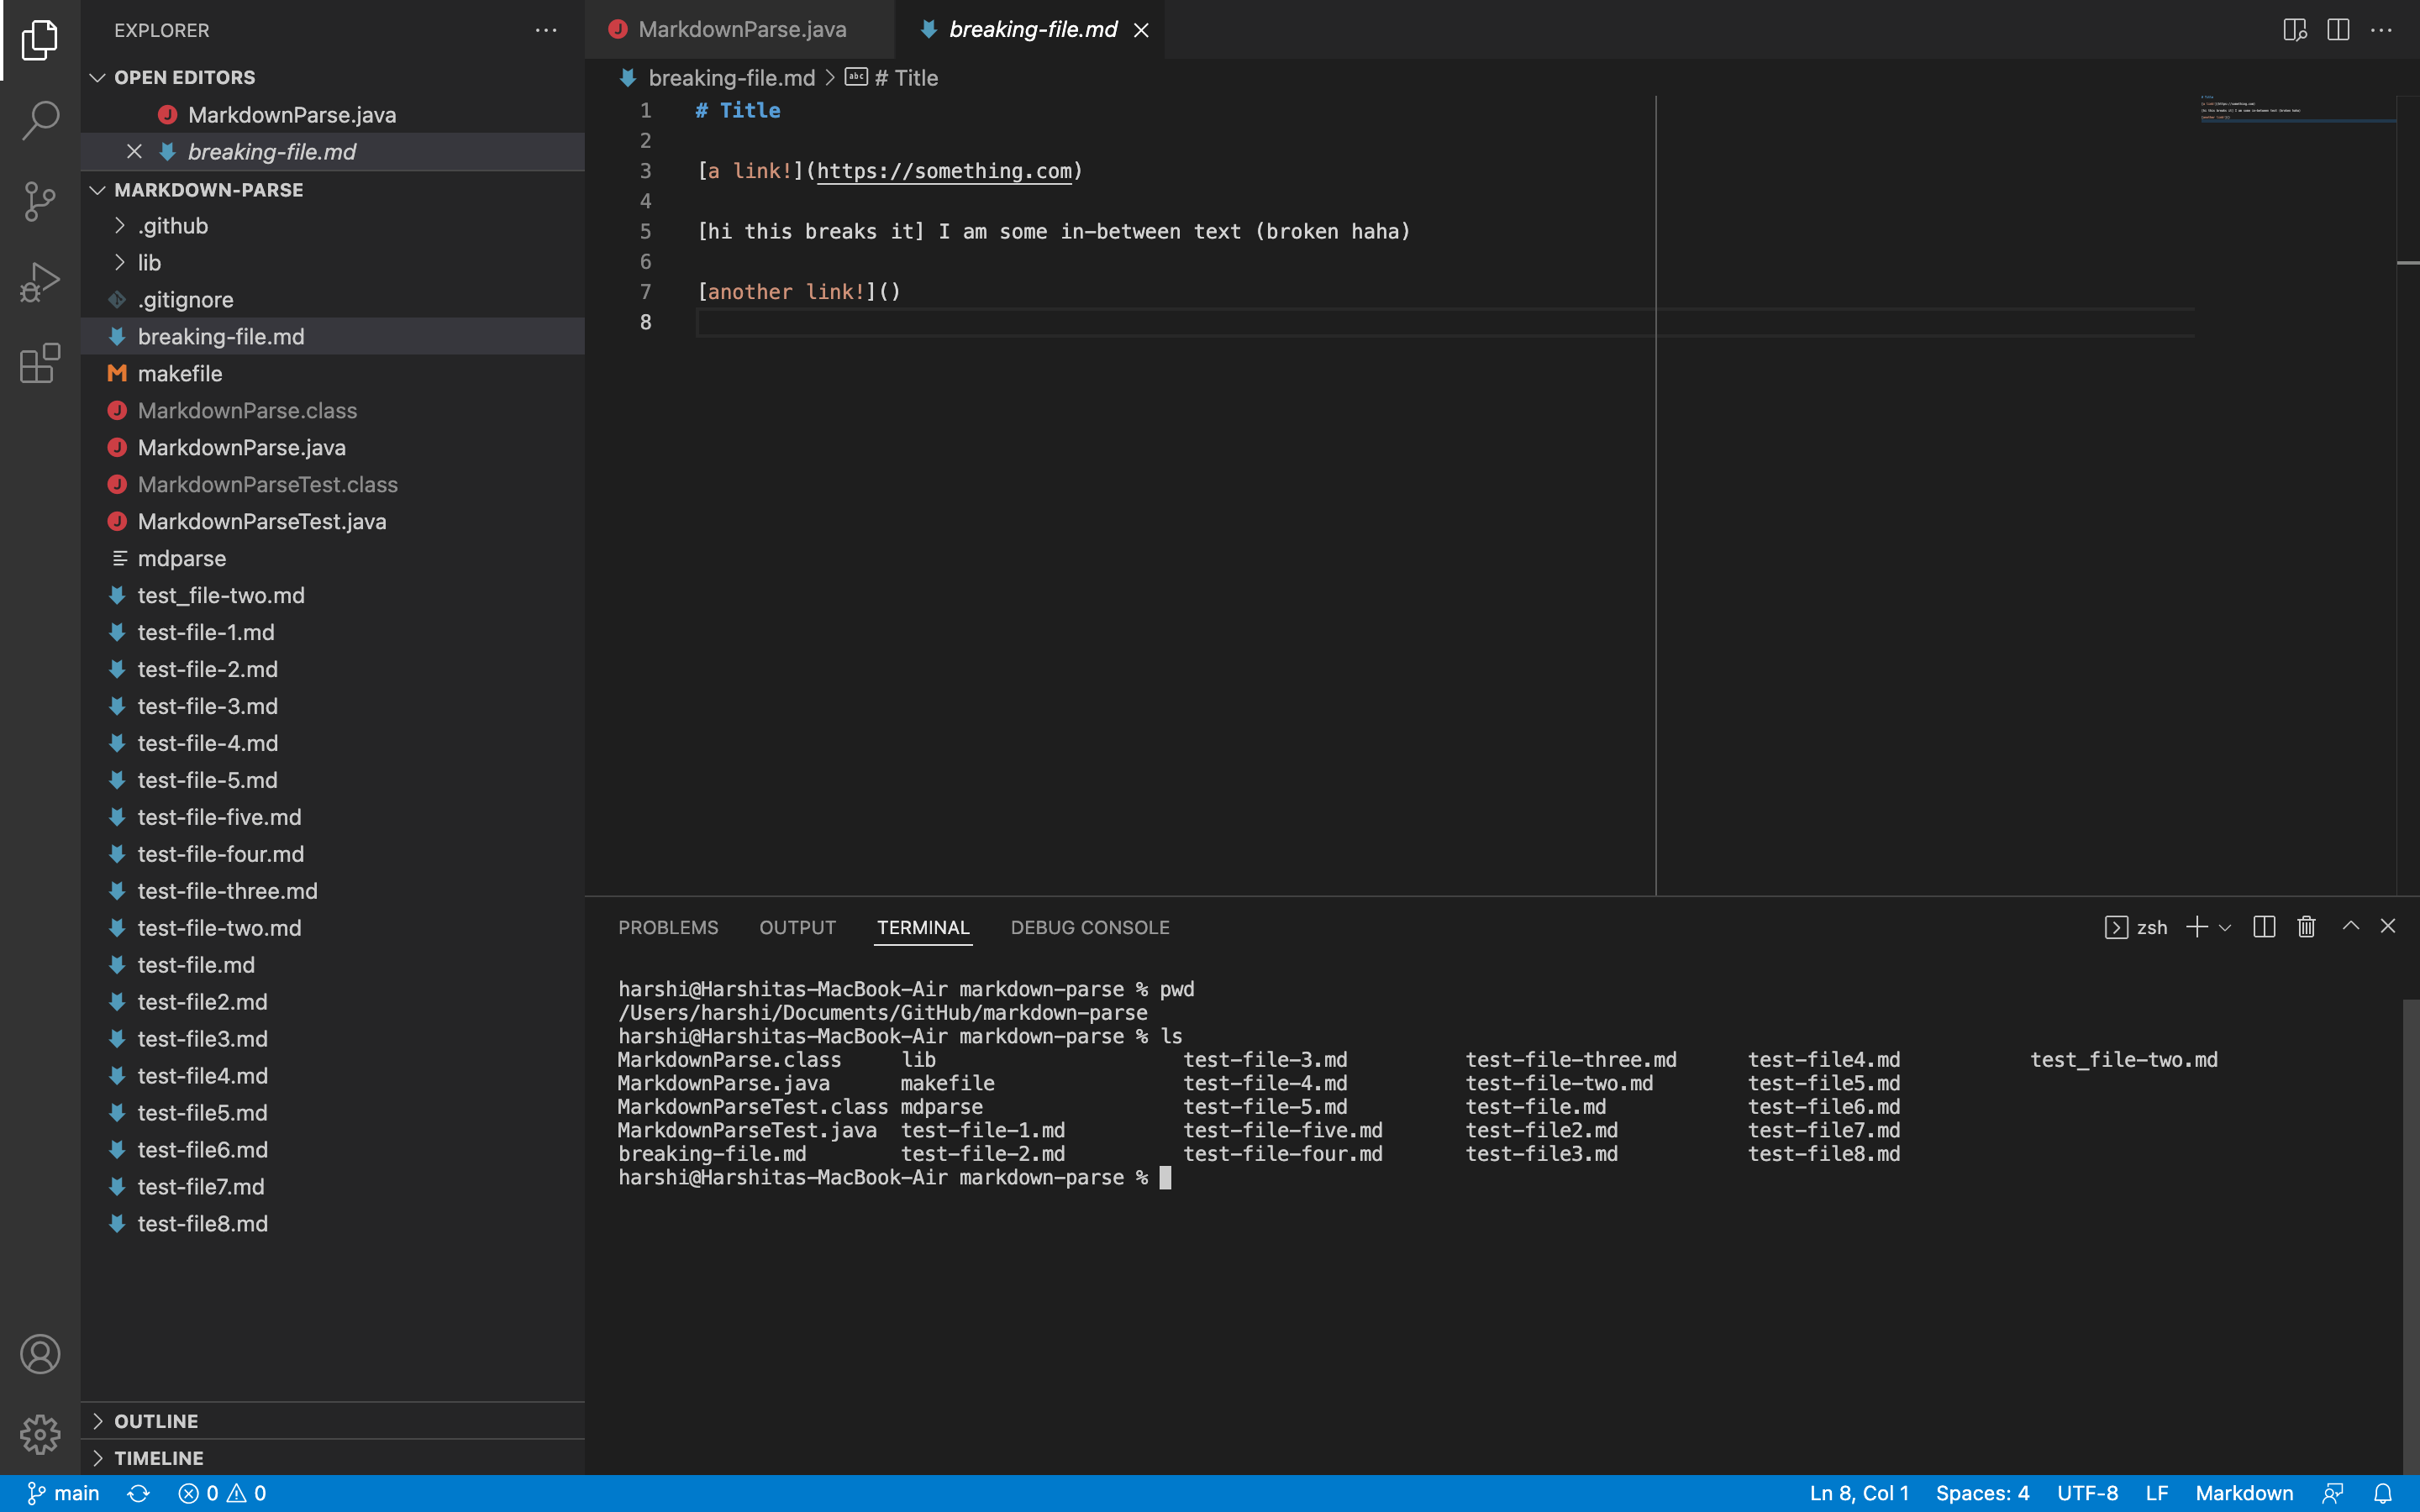 EXPLORER
OPEN EDITORS
MarkdownParse.java
breaking-file.md
MARKDOWN-PARSE
.github
lib
.gitignore
breaking-file.md
makefile
MarkdownParse.class
MarkdownParse.java
MarkdownParseTest.class
MarkdownParseTest.java
mdparse
test_file-two.md
test-file-1.md
test-file-2.md
test-file-3.md
test-file-4.md
test-file-5.md
test-file-five.md
test-file-four.md
test-file-three.md
test-file-two.md
test-file.md
test-file2.md
test-file3.md
test-file4.md
test-file5.md
test-file6.md
test-file7.md
test-file8.md
OUTLINE
TIMELINE
MarkdownParse.java breaking-file.md
breaking-file.md > # Title
1 # Title
2
3 [a link!](https://something.com)
4
5 [hi this breaks it] I am some in-between text (broken haha)
6
7 [another link!]()
8
PROBLEMS OUTPUT TERMINAL DEBUG CONSOLE zsh
harshi@Harshitas-MacBook-Air markdown-parse % pwd
/Users/harshi/Documents/GitHub/markdown-parse
harshi@Harshitas-MacBook-Air markdown-parse % ls
MarkdownParse.class lib test-file-3.md test-file-three.md test-file4.md test_file-two.md
MarkdownParse.java makefile test-file-4.md test-file-two.md test-file5.md
MarkdownParseTest.class mdparse test-file-5.md test-file.md test-file6.md
MarkdownParseTest.java test-file-1.md test-file-five.md test-file2.md test-file7.md
breaking-file.md test-file-2.md test-file-four.md test-file3.md test-file8.md
harshi@Harshitas-MacBook-Air markdown-parse %
main 0 0 Ln 8, Col 1 Spaces: 4 UTF-8 LF Markdown